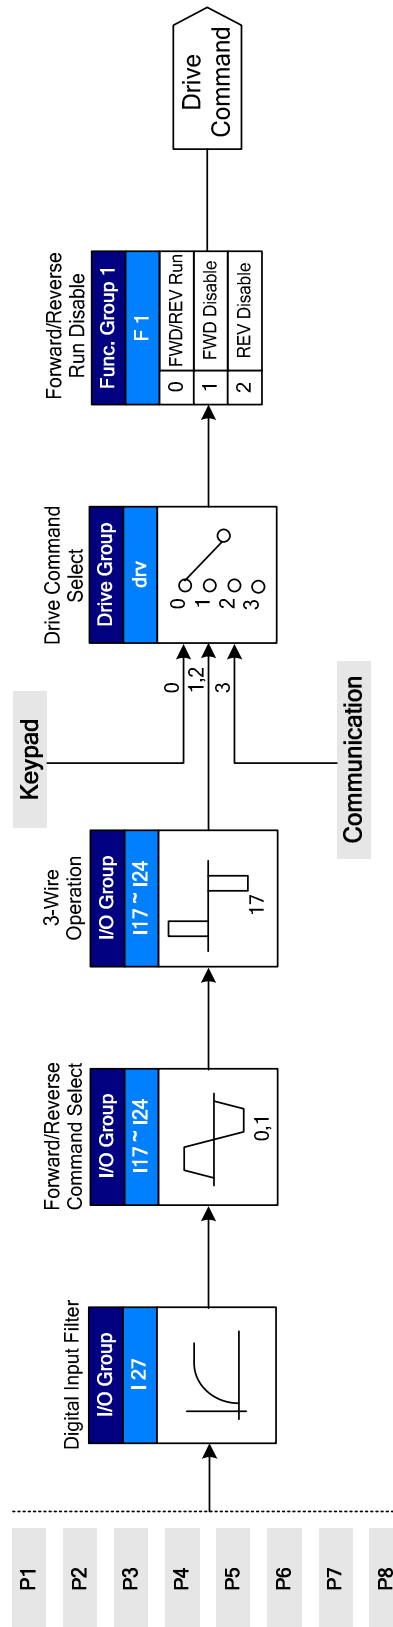 P1
P2
P3
P4
P5
P6
P7
P8
Digital Input Filter
I/O Group
I 27
Forward/Reverse
Command Select
I/O Group
I17 ~ I24
0,1
3-Wire
Operation
I/O Group
I17 ~ I24
17
Keypad
Communication
0
1,2
3
Drive Command
Select
Drive Group
drv
0
1
2
3
Forward/Reverse
Run Disable
Func. Group 1
F 1
0 FWD/REV Run
1 FWD Disable
2 REV Disable
Drive
Command